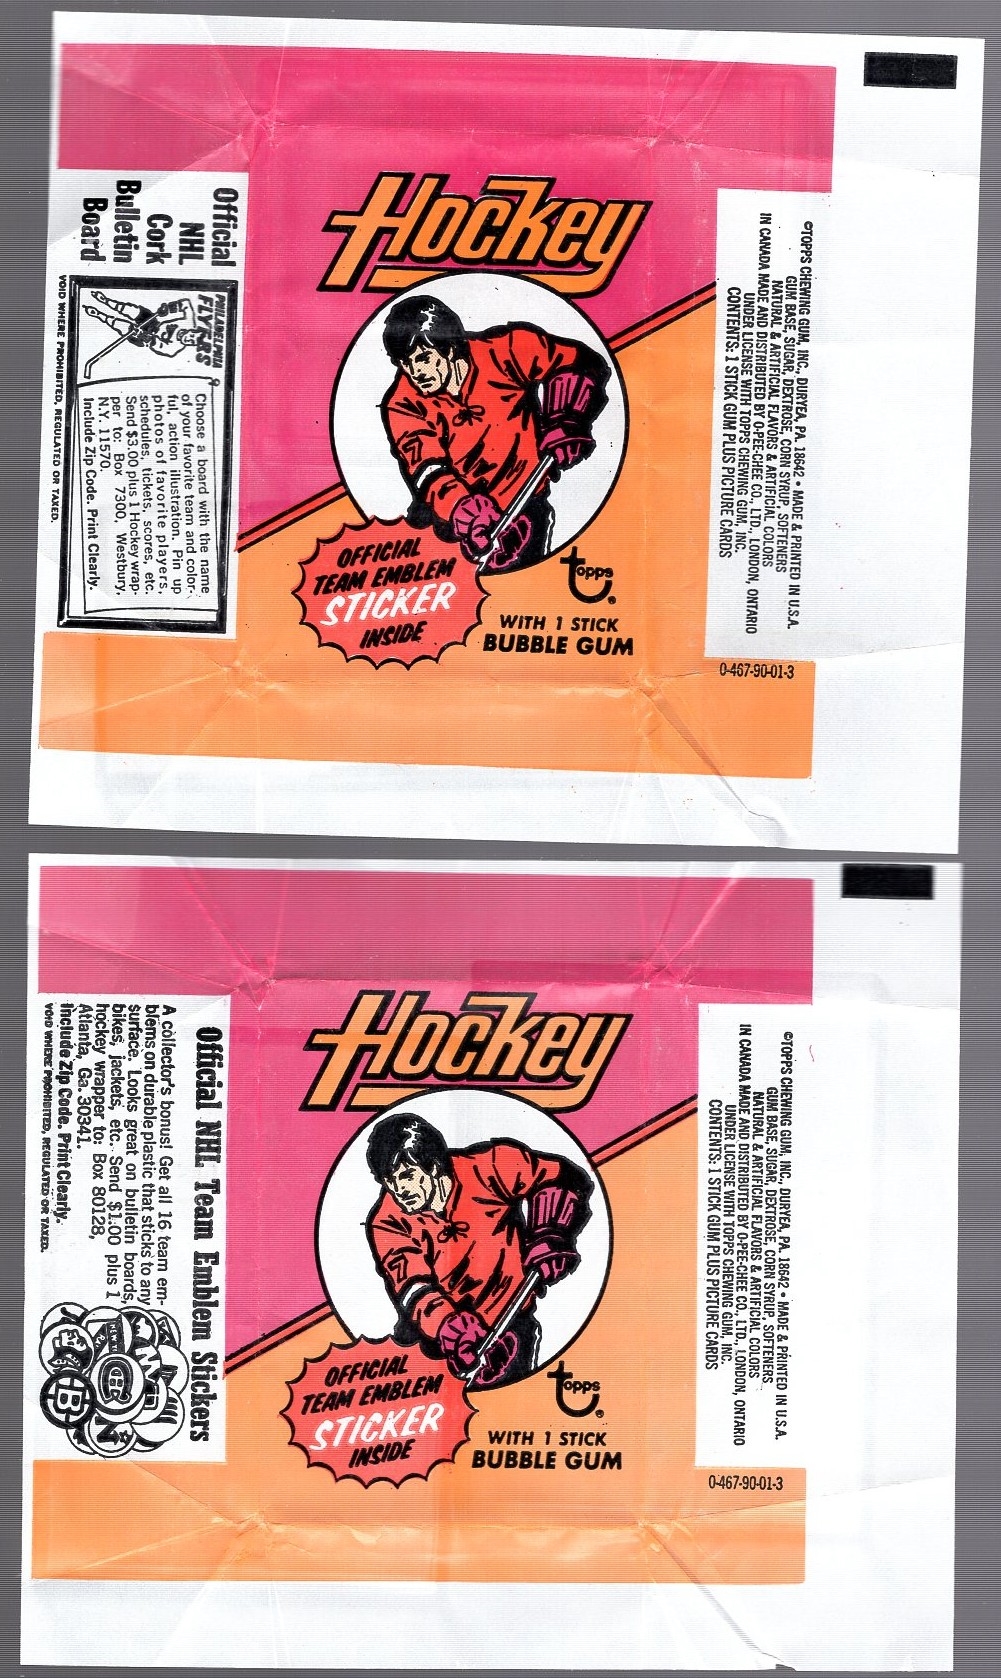 Hockey
Official
NHL
Cork
Bulletin
Board
PHILADELPHIA
FLYERS
Choose a board with the name
of your favorite team and color-
ful, action illustration. Pin up
photos of favorite players,
schedules, tickets, scores, etc.
Send $3.00 plus 1 Hockey wrap-
per to: Box 7300, Westbury,
N.Y. 11570.
Include Zip Code. Print Clearly.
VOID WHERE PROHIBITED, REGULATED OR TAXED.
7
OFFICIAL
TEAM EMBLEM
STICKER
INSIDE
topps
®
WITH 1 STICK
BUBBLE GUM
©TOPPS CHEWING GUM, INC., DURYEA, PA. 18642 • MADE & PRINTED IN U.S.A.
GUM BASE, SUGAR, DEXTROSE, CORN SYRUP, SOFTENERS
NATURAL & ARTIFICIAL FLAVORS & ARTIFICIAL COLORS
IN CANADA MADE AND DISTRIBUTED BY O-PEE-CHEE CO., LTD., LONDON, ONTARIO
UNDER LICENSE WITH TOPPS CHEWING GUM, INC.
CONTENTS: 1 STICK GUM PLUS PICTURE CARDS
0-467-90-01-3
Hockey
Official NHL Team Emblem Stickers
A collector's bonus! Get all 16 team em-
blems on durable plastic that sticks to any
surface. Looks great on bulletin boards,
bikes, jackets, etc. Send $1.00 plus 1
hockey wrapper to: Box 80128,
Atlanta, Ga. 30341.
Include Zip Code. Print Clearly.
VOID WHERE PROHIBITED, REGULATED OR TAXED.
B
7
OFFICIAL
TEAM EMBLEM
STICKER
INSIDE
topps
®
WITH 1 STICK
BUBBLE GUM
©TOPPS CHEWING GUM, INC., DURYEA, PA. 18642 • MADE & PRINTED IN U.S.A.
GUM BASE, SUGAR, DEXTROSE, CORN SYRUP, SOFTENERS
NATURAL & ARTIFICIAL FLAVORS & ARTIFICIAL COLORS
IN CANADA MADE AND DISTRIBUTED BY O-PEE-CHEE CO., LTD., LONDON, ONTARIO
UNDER LICENSE WITH TOPPS CHEWING GUM, INC.
CONTENTS: 1 STICK GUM PLUS PICTURE CARDS
0-467-90-01-3